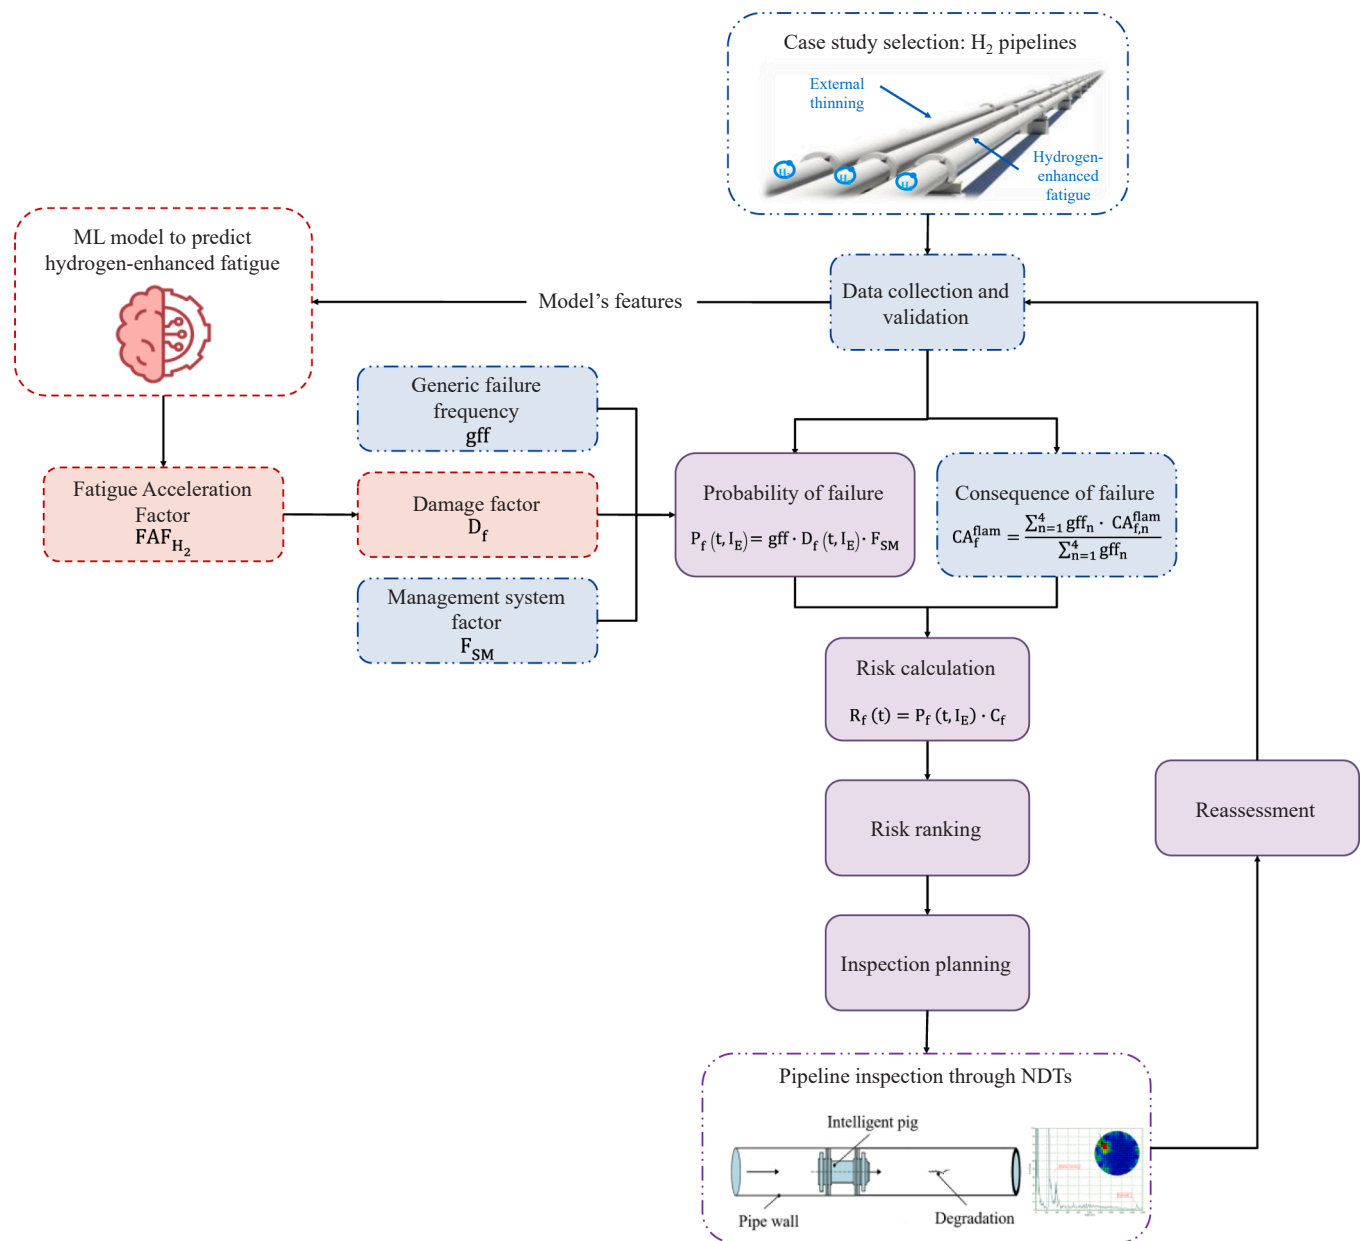 Case study selection: H₂ pipelines
External
thinning
Hydrogen-
enhanced
fatigue
ML model to predict
hydrogen-enhanced fatigue
Model's features
Data collection and
validation
Generic failure
frequency
gff
Fatigue Acceleration
Factor
FAF_H₂
Damage factor
D_f
Management system
factor
F_SM
Probability of failure
P_f (t, I_E) = gff · D_f (t, I_E) · F_SM
Consequence of failure
CA_f^flam = ∑_{n=1}^4 gff_n · CA_{f,n}^flam / ∑_{n=1}^4 gff_n
Risk calculation
R_f (t) = P_f (t, I_E) · C_f
Risk ranking
Reassessment
Inspection planning
Pipeline inspection through NDTs
Intelligent pig
Pipe wall
Degradation